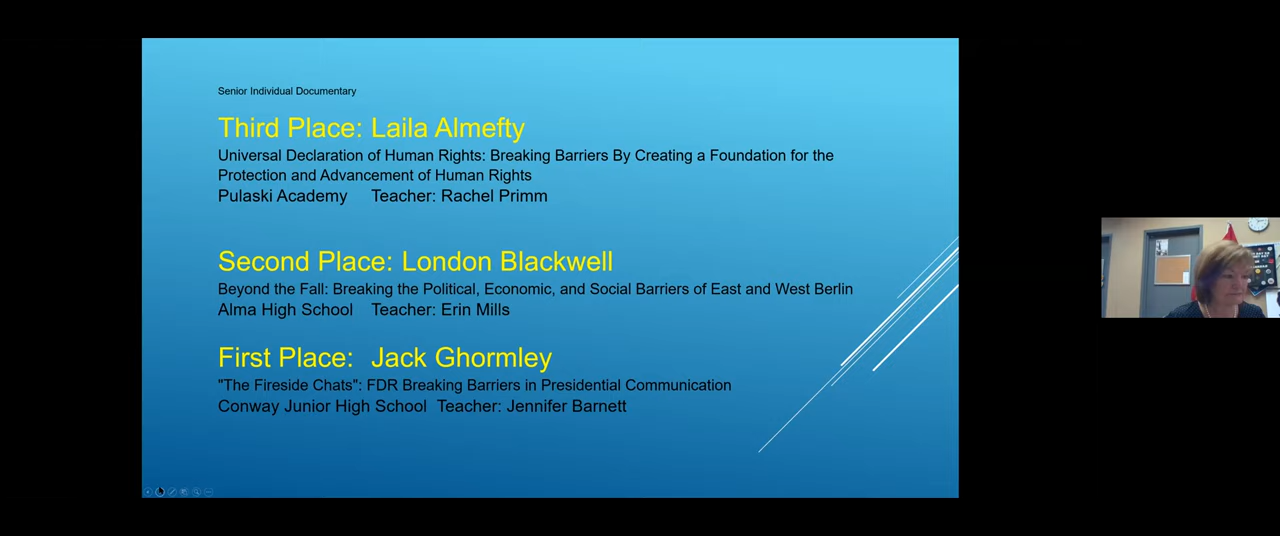 Senior Individual Documentary
Third Place: Laila Almefty
Universal Declaration of Human Rights: Breaking Barriers By Creating a Foundation for the
Protection and Advancement of Human Rights
Pulaski Academy Teacher: Rachel Primm
Second Place: London Blackwell
Beyond the Fall: Breaking the Political, Economic, and Social Barriers of East and West Berlin
Alma High School Teacher: Erin Mills
First Place: Jack Ghormley
"The Fireside Chats": FDR Breaking Barriers in Presidential Communication
Conway Junior High School Teacher: Jennifer Barnett